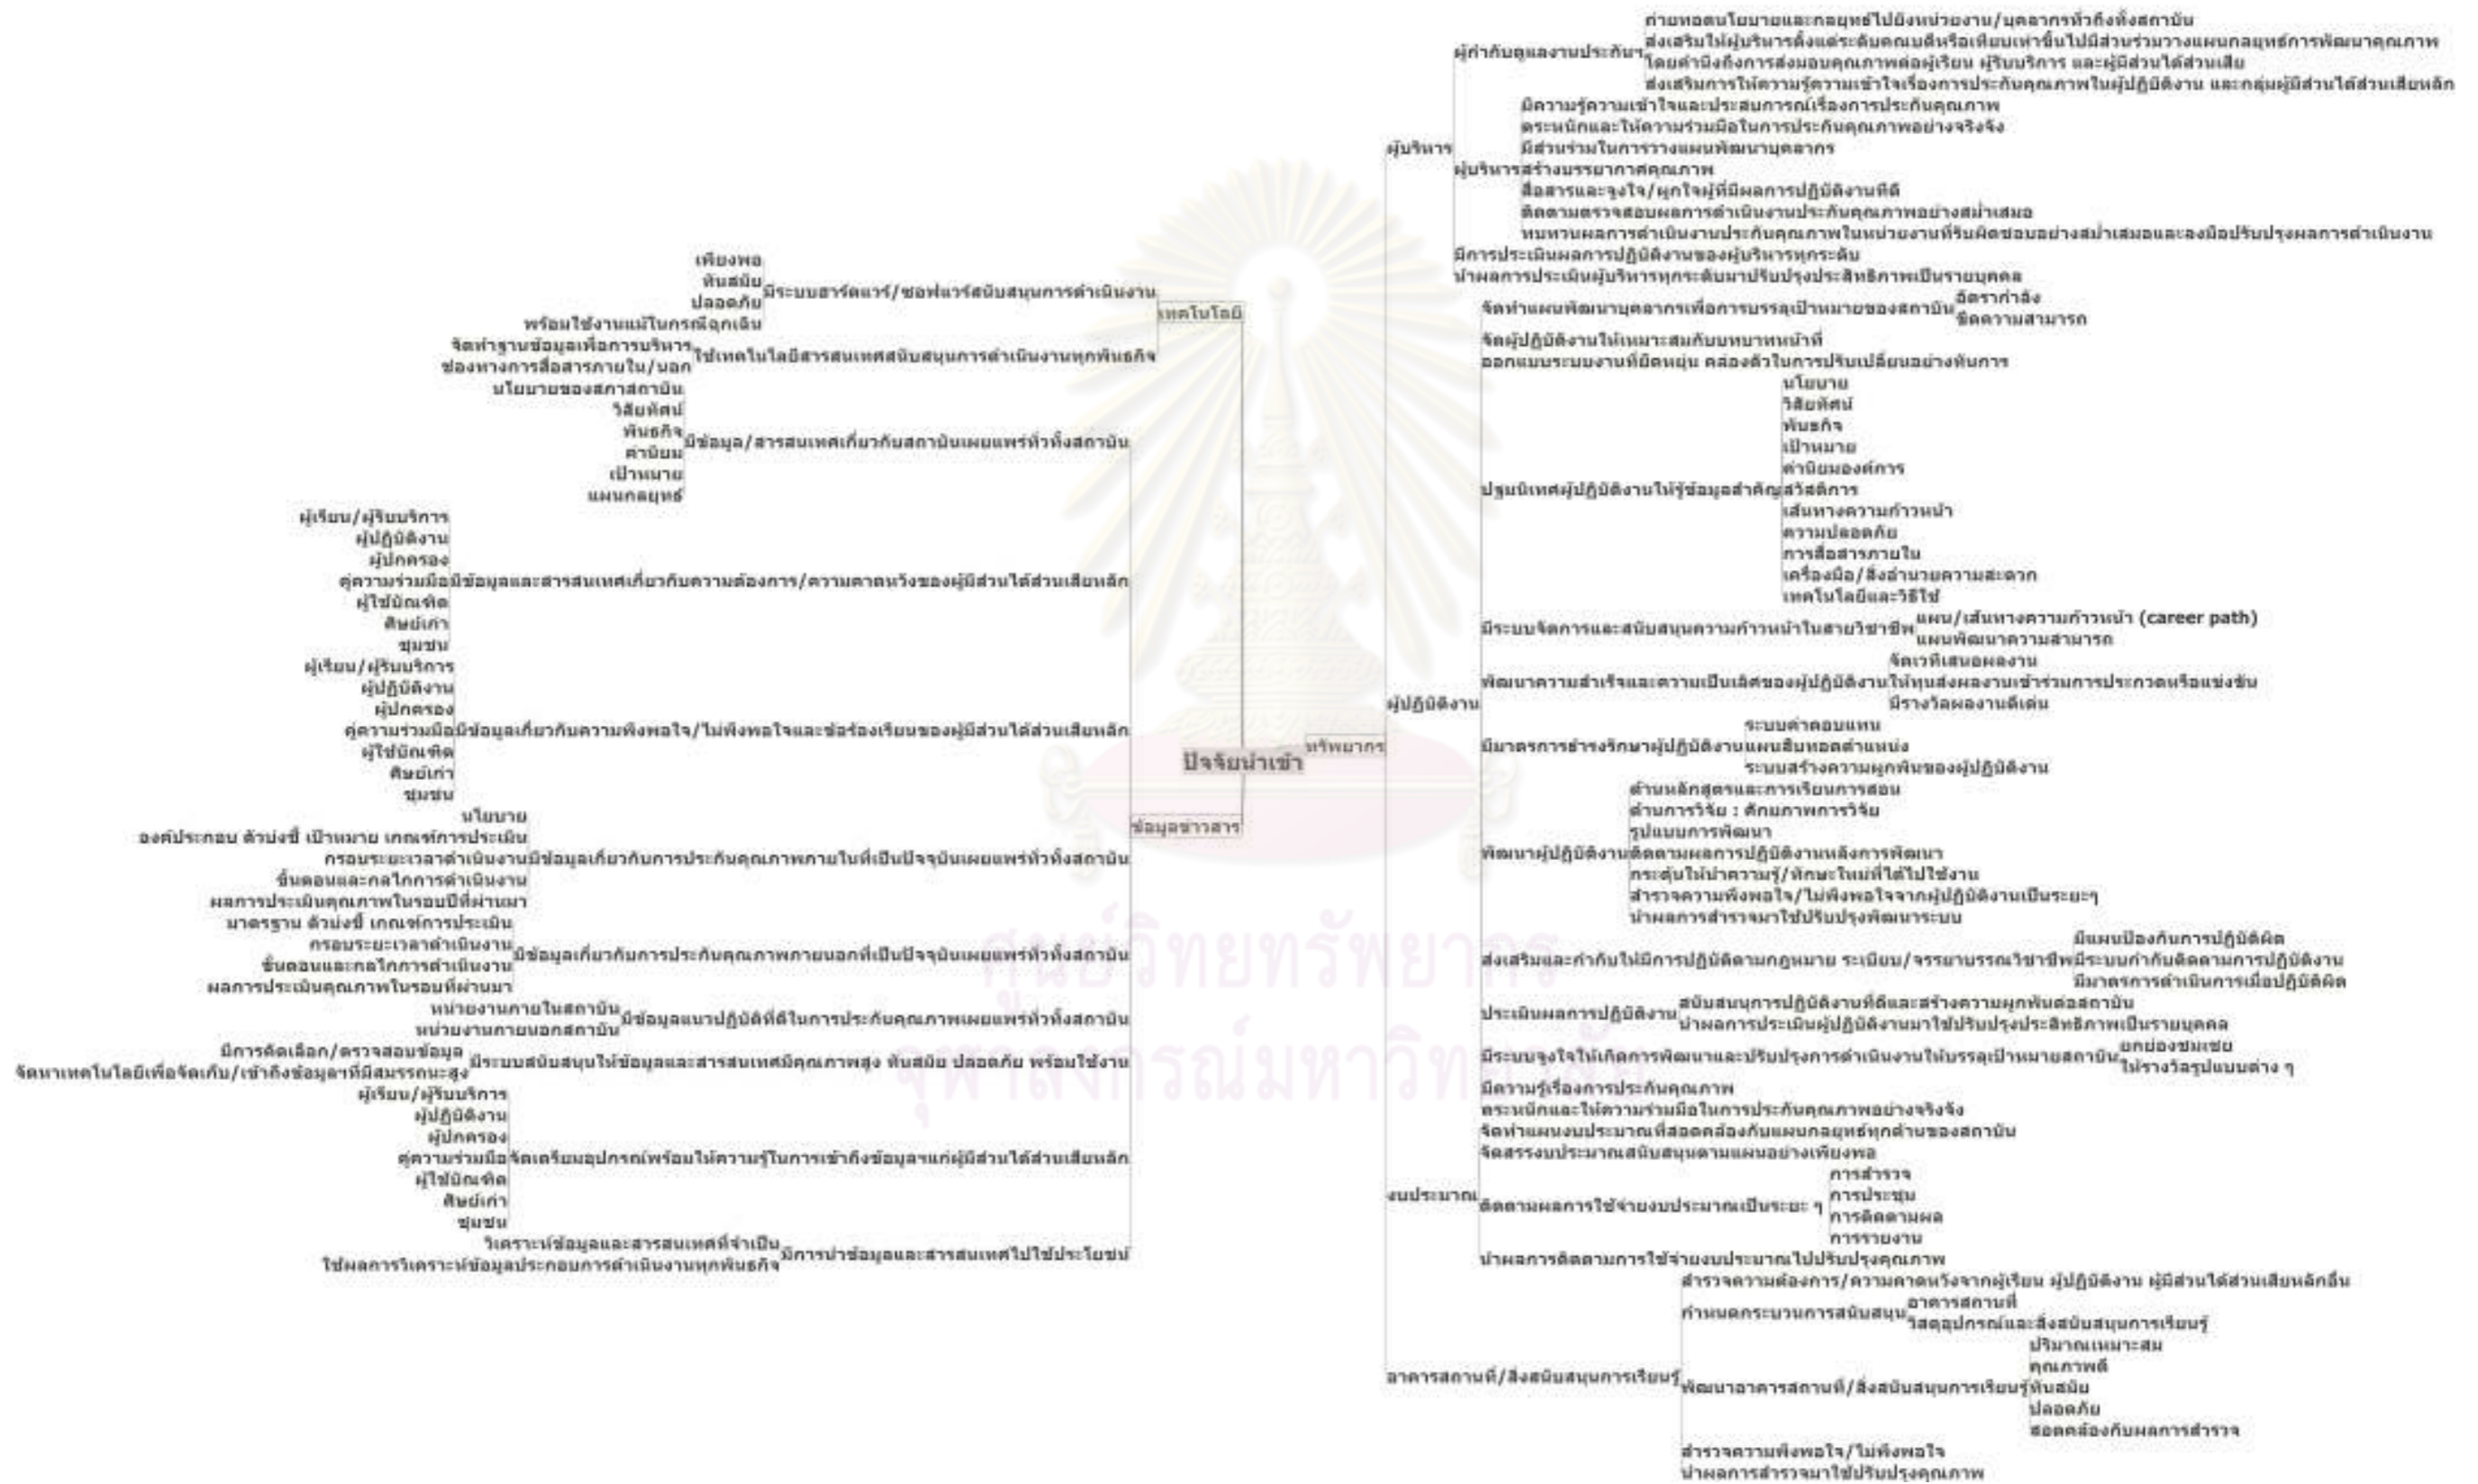 เพียงพอ
ทันสมัย
ปลอดภัย
พร้อมใช้งานแม้ในกรณีฉุกเฉิน
มีระบบฮาร์ดแวร์/ซอฟแวร์สนับสนุนการดำเนินงาน
จัดทำฐานข้อมูลเพื่อการบริหาร
ช่องทางการสื่อสารภายใน/นอก
ใช้เทคโนโลยีสารสนเทศสนับสนุนการดำเนินงานทุกพันธกิจ
เทคโนโลยี
นโยบายของสภาสถาบัน
วิสัยทัศน์
พันธกิจ
ค่านิยม
เป้าหมาย
แผนกลยุทธ์
มีข้อมูล/สารสนเทศเกี่ยวกับสถาบันเผยแพร่ทั่วทั้งสถาบัน
ผู้เรียน/ผู้รับบริการ
ผู้ปฏิบัติงาน
ผู้ปกครอง
คู่ความร่วมมือ
ผู้ใช้บัณฑิต
ศิษย์เก่า
ชุมชน
มีข้อมูลและสารสนเทศเกี่ยวกับความต้องการ/ความคาดหวังของผู้มีส่วนได้ส่วนเสียหลัก
ผู้เรียน/ผู้รับบริการ
ผู้ปฏิบัติงาน
ผู้ปกครอง
คู่ความร่วมมือ
ผู้ใช้บัณฑิต
ศิษย์เก่า
ชุมชน
มีข้อมูลเกี่ยวกับความพึงพอใจ/ไม่พึงพอใจและข้อร้องเรียนของผู้มีส่วนได้ส่วนเสียหลัก
นโยบาย
องค์ประกอบ ตัวบ่งชี้ เป้าหมาย เกณฑ์การประเมิน
กรอบระยะเวลาดำเนินงาน
ขั้นตอนและกลไกการดำเนินงาน
ผลการประเมินคุณภาพในรอบปีที่ผ่านมา
มีข้อมูลเกี่ยวกับการประกันคุณภาพภายในที่เป็นปัจจุบันเผยแพร่ทั่วทั้งสถาบัน
มาตรฐาน ตัวบ่งชี้ เกณฑ์การประเมิน
กรอบระยะเวลาดำเนินงาน
ขั้นตอนและกลไกการดำเนินงาน
ผลการประเมินคุณภาพในรอบที่ผ่านมา
มีข้อมูลเกี่ยวกับการประกันคุณภาพภายนอกที่เป็นปัจจุบันเผยแพร่ทั่วทั้งสถาบัน
หน่วยงานภายในสถาบัน
หน่วยงานภายนอกสถาบัน
มีข้อมูลแนวปฏิบัติที่ดีในการประกันคุณภาพเผยแพร่ทั่วทั้งสถาบัน
มีการคัดเลือก/ตรวจสอบข้อมูล
จัดหาเทคโนโลยีเพื่อจัดเก็บ/เข้าถึงข้อมูลฯที่มีสมรรถนะสูง
มีระบบสนับสนุนให้ข้อมูลและสารสนเทศมีคุณภาพสูง ทันสมัย ปลอดภัย พร้อมใช้งาน
ผู้เรียน/ผู้รับบริการ
ผู้ปฏิบัติงาน
ผู้ปกครอง
คู่ความร่วมมือ
ผู้ใช้บัณฑิต
ศิษย์เก่า
ชุมชน
จัดเตรียมอุปกรณ์พร้อมให้ความรู้ในการเข้าถึงข้อมูลฯแก่ผู้มีส่วนได้ส่วนเสียหลัก
วิเคราะห์ข้อมูลและสารสนเทศที่จำเป็น
ใช้ผลการวิเคราะห์ข้อมูลประกอบการดำเนินงานทุกพันธกิจ
มีการนำข้อมูลและสารสนเทศไปใช้ประโยชน์
ข้อมูลข่าวสาร
ปัจจัยนำเข้า
ทรัพยากร
ผู้บริหาร
ผู้กำกับดูแลงานประกันฯ
ถ่ายทอดนโยบายและกลยุทธ์ไปยังหน่วยงาน/บุคลากรทั่วถึงทั้งสถาบัน
ส่งเสริมให้ผู้บริหารตั้งแต่ระดับคณบดีหรือเทียบเท่าขึ้นไปมีส่วนร่วมวางแผนกลยุทธ์การพัฒนาคุณภาพ
โดยคำนึงถึงการส่งมอบคุณภาพต่อผู้เรียน ผู้รับบริการ และผู้มีส่วนได้ส่วนเสีย
ส่งเสริมการให้ความรู้ความเข้าใจเรื่องการประกันคุณภาพในผู้ปฏิบัติงาน และกลุ่มผู้มีส่วนได้ส่วนเสียหลัก
ผู้บริหาร
มีความรู้ความเข้าใจและประสบการณ์เรื่องการประกันคุณภาพ
ตระหนักและให้ความร่วมมือในการประกันคุณภาพอย่างจริงจัง
มีส่วนร่วมในการวางแผนพัฒนาบุคลากร
สร้างบรรยากาศคุณภาพ
สื่อสารและจูงใจ/ผูกใจผู้ที่มีผลการปฏิบัติงานที่ดี
ติดตามตรวจสอบผลการดำเนินงานประกันคุณภาพอย่างสม่ำเสมอ
ทบทวนผลการดำเนินงานประกันคุณภาพในหน่วยงานที่รับผิดชอบอย่างสม่ำเสมอและลงมือปรับปรุงผลการดำเนินงาน
มีการประเมินผลการปฏิบัติงานของผู้บริหารทุกระดับ
นำผลการประเมินผู้บริหารทุกระดับมาปรับปรุงประสิทธิภาพเป็นรายบุคคล
ผู้ปฏิบัติงาน
จัดทำแผนพัฒนาบุคลากรเพื่อการบรรลุเป้าหมายของสถาบัน
อัตรากำลัง
ขีดความสามารถ
จัดผู้ปฏิบัติงานให้เหมาะสมกับบทบาทหน้าที่
ออกแบบระบบงานที่ยืดหยุ่น คล่องตัวในการปรับเปลี่ยนอย่างทันการ
ปฐมนิเทศผู้ปฏิบัติงานให้รู้ข้อมูลสำคัญ
นโยบาย
วิสัยทัศน์
พันธกิจ
เป้าหมาย
ค่านิยมองค์การ
สวัสดิการ
เส้นทางความก้าวหน้า
ความปลอดภัย
การสื่อสารภายใน
เครื่องมือ/สิ่งอำนวยความสะดวก
เทคโนโลยีและวิธีใช้
มีระบบจัดการและสนับสนุนความก้าวหน้าในสายวิชาชีพ
แผน/เส้นทางความก้าวหน้า (career path)
แผนพัฒนาความสามารถ
พัฒนาความสำเร็จและความเป็นเลิศของผู้ปฏิบัติงาน
จัดเวทีเสนอผลงาน
ให้ทุนส่งผลงานเข้าร่วมการประกวดหรือแข่งขัน
มีรางวัลผลงานดีเด่น
มีมาตรการธำรงรักษาผู้ปฏิบัติงาน
ระบบค่าตอบแทน
แผนสืบทอดตำแหน่ง
ระบบสร้างความผูกพันของผู้ปฏิบัติงาน
พัฒนาผู้ปฏิบัติงาน
ด้านหลักสูตรและการเรียนการสอน
ด้านการวิจัย : ศักยภาพการวิจัย
รูปแบบการพัฒนา
ติดตามผลการปฏิบัติงานหลังการพัฒนา
กระตุ้นให้นำความรู้/ทักษะใหม่ที่ได้ไปใช้งาน
สำรวจความพึงพอใจ/ไม่พึงพอใจจากผู้ปฏิบัติงานเป็นระยะๆ
นำผลการสำรวจมาใช้ปรับปรุงพัฒนาระบบ
ส่งเสริมและกำกับให้มีการปฏิบัติตามกฎหมาย ระเบียบ/จรรยาบรรณวิชาชีพ
มีแผนป้องกันการปฏิบัติผิด
มีระบบกำกับติดตามการปฏิบัติงาน
มีมาตรการดำเนินการเมื่อปฏิบัติผิด
ประเมินผลการปฏิบัติงาน
สนับสนุนการปฏิบัติงานที่ดีและสร้างความผูกพันต่อสถาบัน
นำผลการประเมินผู้ปฏิบัติงานมาใช้ปรับปรุงประสิทธิภาพเป็นรายบุคคล
มีระบบจูงใจให้เกิดการพัฒนาและปรับปรุงการดำเนินงานให้บรรลุเป้าหมายสถาบัน
ยกย่องชมเชย
ให้รางวัลรูปแบบต่าง ๆ
มีความรู้เรื่องการประกันคุณภาพ
ตระหนักและให้ความร่วมมือในการประกันคุณภาพอย่างจริงจัง
งบประมาณ
จัดทำแผนงบประมาณที่สอดคล้องกับแผนกลยุทธ์ทุกด้านของสถาบัน
จัดสรรงบประมาณสนับสนุนตามแผนอย่างเพียงพอ
ติดตามผลการใช้จ่ายงบประมาณเป็นระยะ ๆ
การสำรวจ
การประชุม
การติดตามผล
การรายงาน
นำผลการติดตามการใช้จ่ายงบประมาณไปปรับปรุงคุณภาพ
อาคารสถานที่/สิ่งสนับสนุนการเรียนรู้
สำรวจความต้องการ/ความคาดหวังจากผู้เรียน ผู้ปฏิบัติงาน ผู้มีส่วนได้ส่วนเสียหลักอื่น
กำหนดกระบวนการสนับสนุน
อาคารสถานที่
วัสดุอุปกรณ์และสิ่งสนับสนุนการเรียนรู้
พัฒนาอาคารสถานที่/สิ่งสนับสนุนการเรียนรู้
ปริมาณเหมาะสม
คุณภาพดี
ทันสมัย
ปลอดภัย
สอดคล้องกับผลการสำรวจ
สำรวจความพึงพอใจ/ไม่พึงพอใจ
นำผลการสำรวจมาใช้ปรับปรุงคุณภาพ
ศูนย์วิทยทรัพยากร
จุฬาลงกรณ์มหาวิทยาลัย